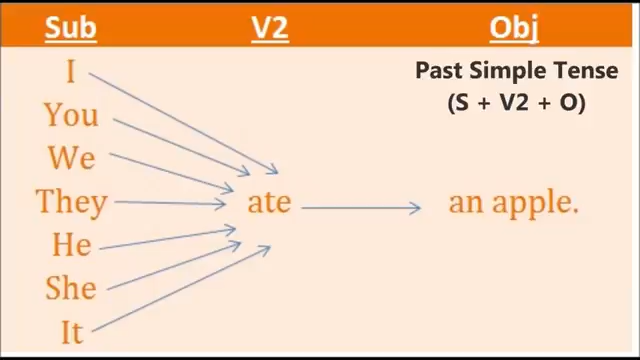 Sub V2 Obj
I
Past Simple Tense
(S + V2 + O)
You
We
They ate an apple.
He
She
It